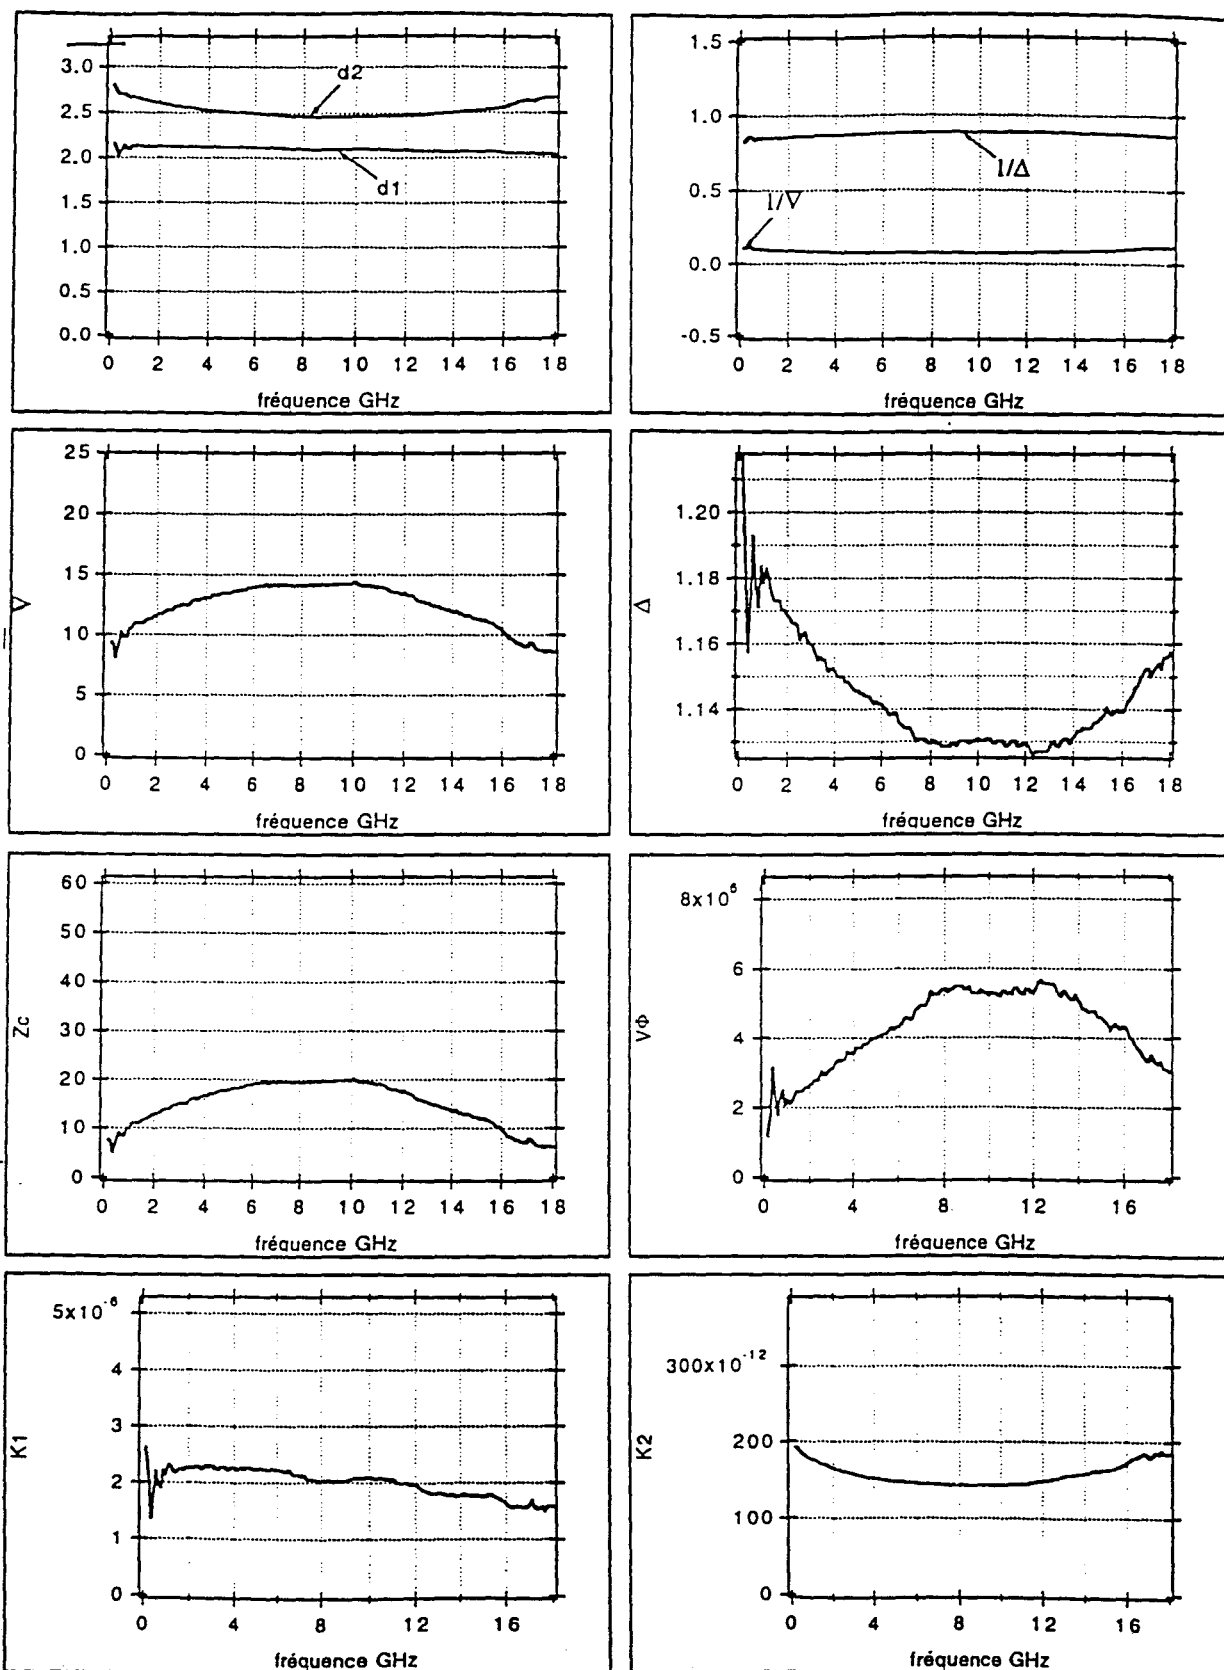 3.0
2.5
2.0
1.5
1.0
0.5
0.0
d2
d1
0 2 4 6 8 10 12 14 16 18
fréquence GHz
1.5
1.0
0.5
0.0
-0.5
1/Δ
1/∇
0 2 4 6 8 10 12 14 16 18
fréquence GHz
∇
25
20
15
10
5
0
0 2 4 6 8 10 12 14 16 18
fréquence GHz
Δ
1.20
1.18
1.16
1.14
0 2 4 6 8 10 12 14 16 18
fréquence GHz
Zc
60
50
40
30
20
10
0
0 2 4 6 8 10 12 14 16 18
fréquence GHz
VΦ
8x10⁶
6
4
2
0
0 4 8 12 16
fréquence GHz
K1
5x10⁻⁶
4
3
2
1
0
0 4 8 12 16
fréquence GHz
K2
300x10⁻¹²
200
100
0
0 4 8 12 16
fréquence GHz